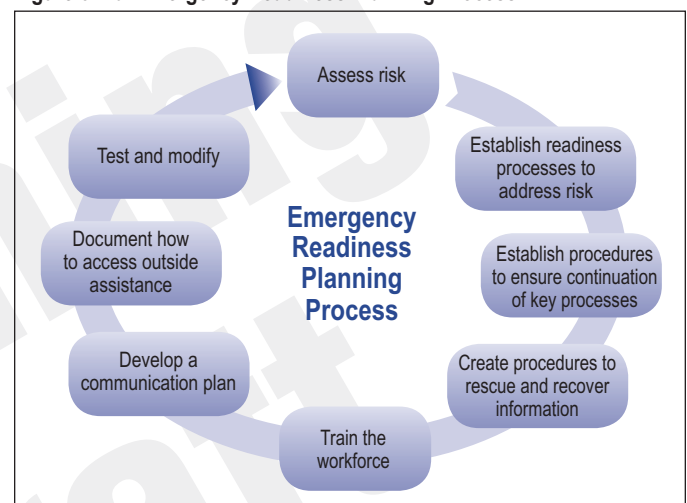 Assess risk
Establish readiness
processes to
address risk
Establish procedures
to ensure continuation
of key processes
Create procedures to
rescue and recover
information
Train the
workforce
Develop a
communication plan
Document how
to access outside
assistance
Test and modify
Emergency
Readiness
Planning
Process